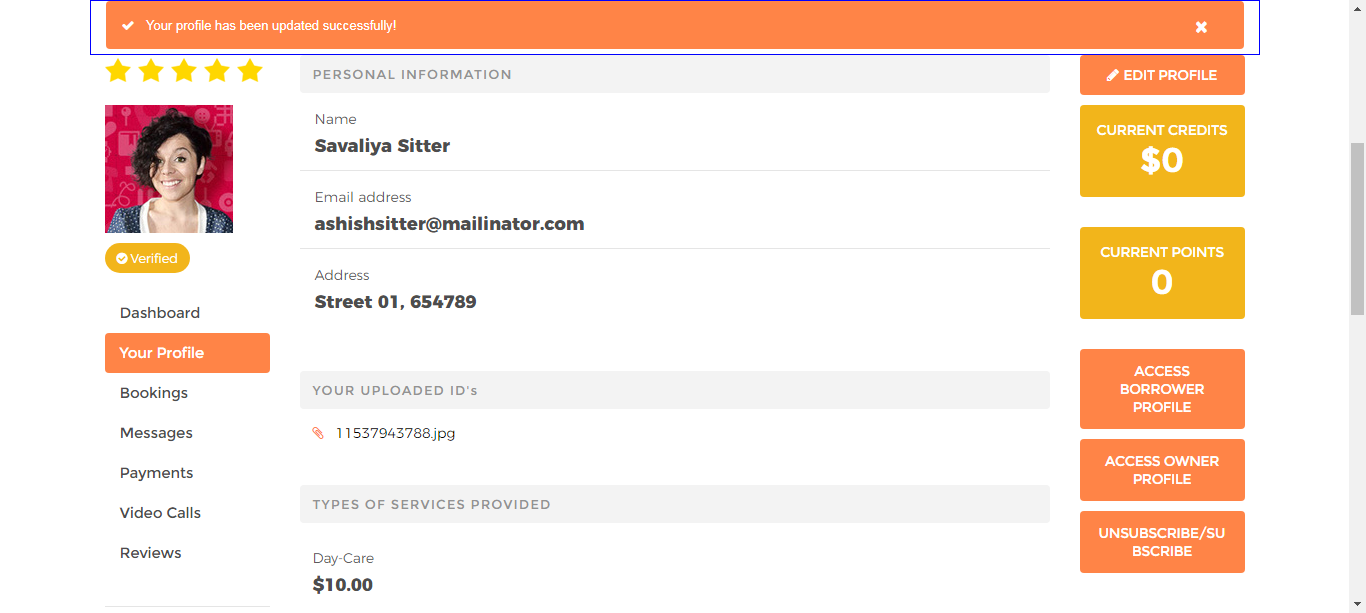 Your profile has been updated successfully!
PERSONAL INFORMATION
Name
Savaliya Sitter
Email address
ashishsitter@mailinator.com
Address
Street 01, 654789
YOUR UPLOADED ID's
11537943788.jpg
TYPES OF SERVICES PROVIDED
Day-Care
$10.00
Verified
Dashboard
Your Profile
Bookings
Messages
Payments
Video Calls
Reviews
EDIT PROFILE
CURRENT CREDITS
$0
CURRENT POINTS
0
ACCESS
BORROWER
PROFILE
ACCESS OWNER
PROFILE
UNSUBSCRIBE/SU
BSCRIBE